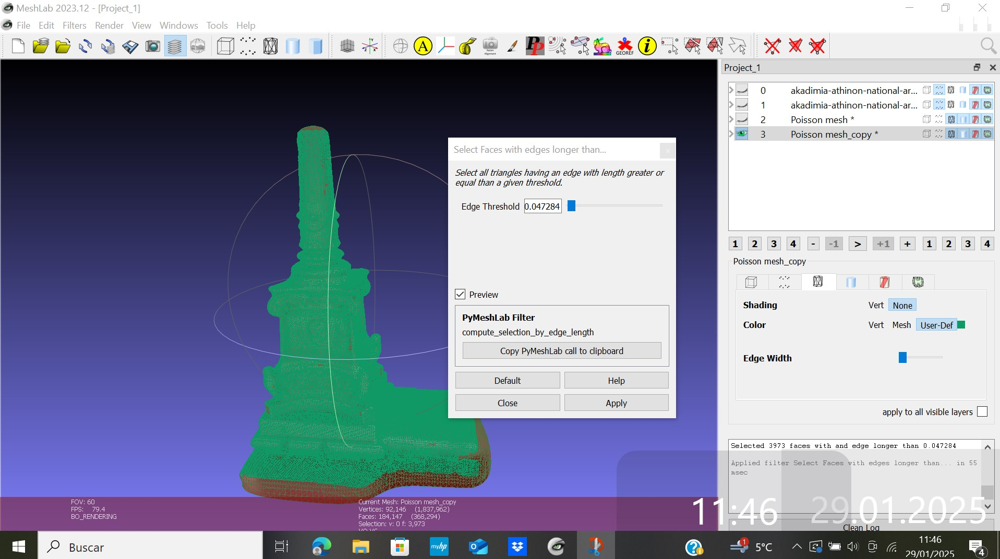 MeshLab 2023.12 - [Project_1]
File Edit Filters Render View Windows Tools Help
A
Raster Alignment
PP
GEOREF
i
Project_1
0 akadimia-athinon-national-ar...
1 akadimia-athinon-national-ar...
2 Poisson mesh *
3 Poisson mesh_copy *
1 2 3 4 - -1 > +1 + 1 2 3 4
Select Faces with edges longer than...
Select all triangles having an edge with length greater or
equal than a given threshold.
Edge Threshold 0.047284
Preview
PyMeshLab Filter
compute_selection_by_edge_length
Copy PyMeshLab call to clipboard
Default Help
Close Apply
Poisson mesh_copy
Shading Vert None
Color Vert Mesh User-Def
Edge Width
apply to all visible layers
Selected 3973 faces with and edge longer than 0.047284
Applied filter Select Faces with edges longer than... in 55
msec
Clean Log
FOV: 60
FPS: 79.4
BO_RENDERING
Current Mesh: Poisson mesh_copy
Vertices: 92,146 (1,837,962)
Faces: 184,147 (368,294)
Selection: v: 0 f: 3,973
11:46 29.01.2025
Buscar
myhp
1
5°C
11:46
29/01/2025
4